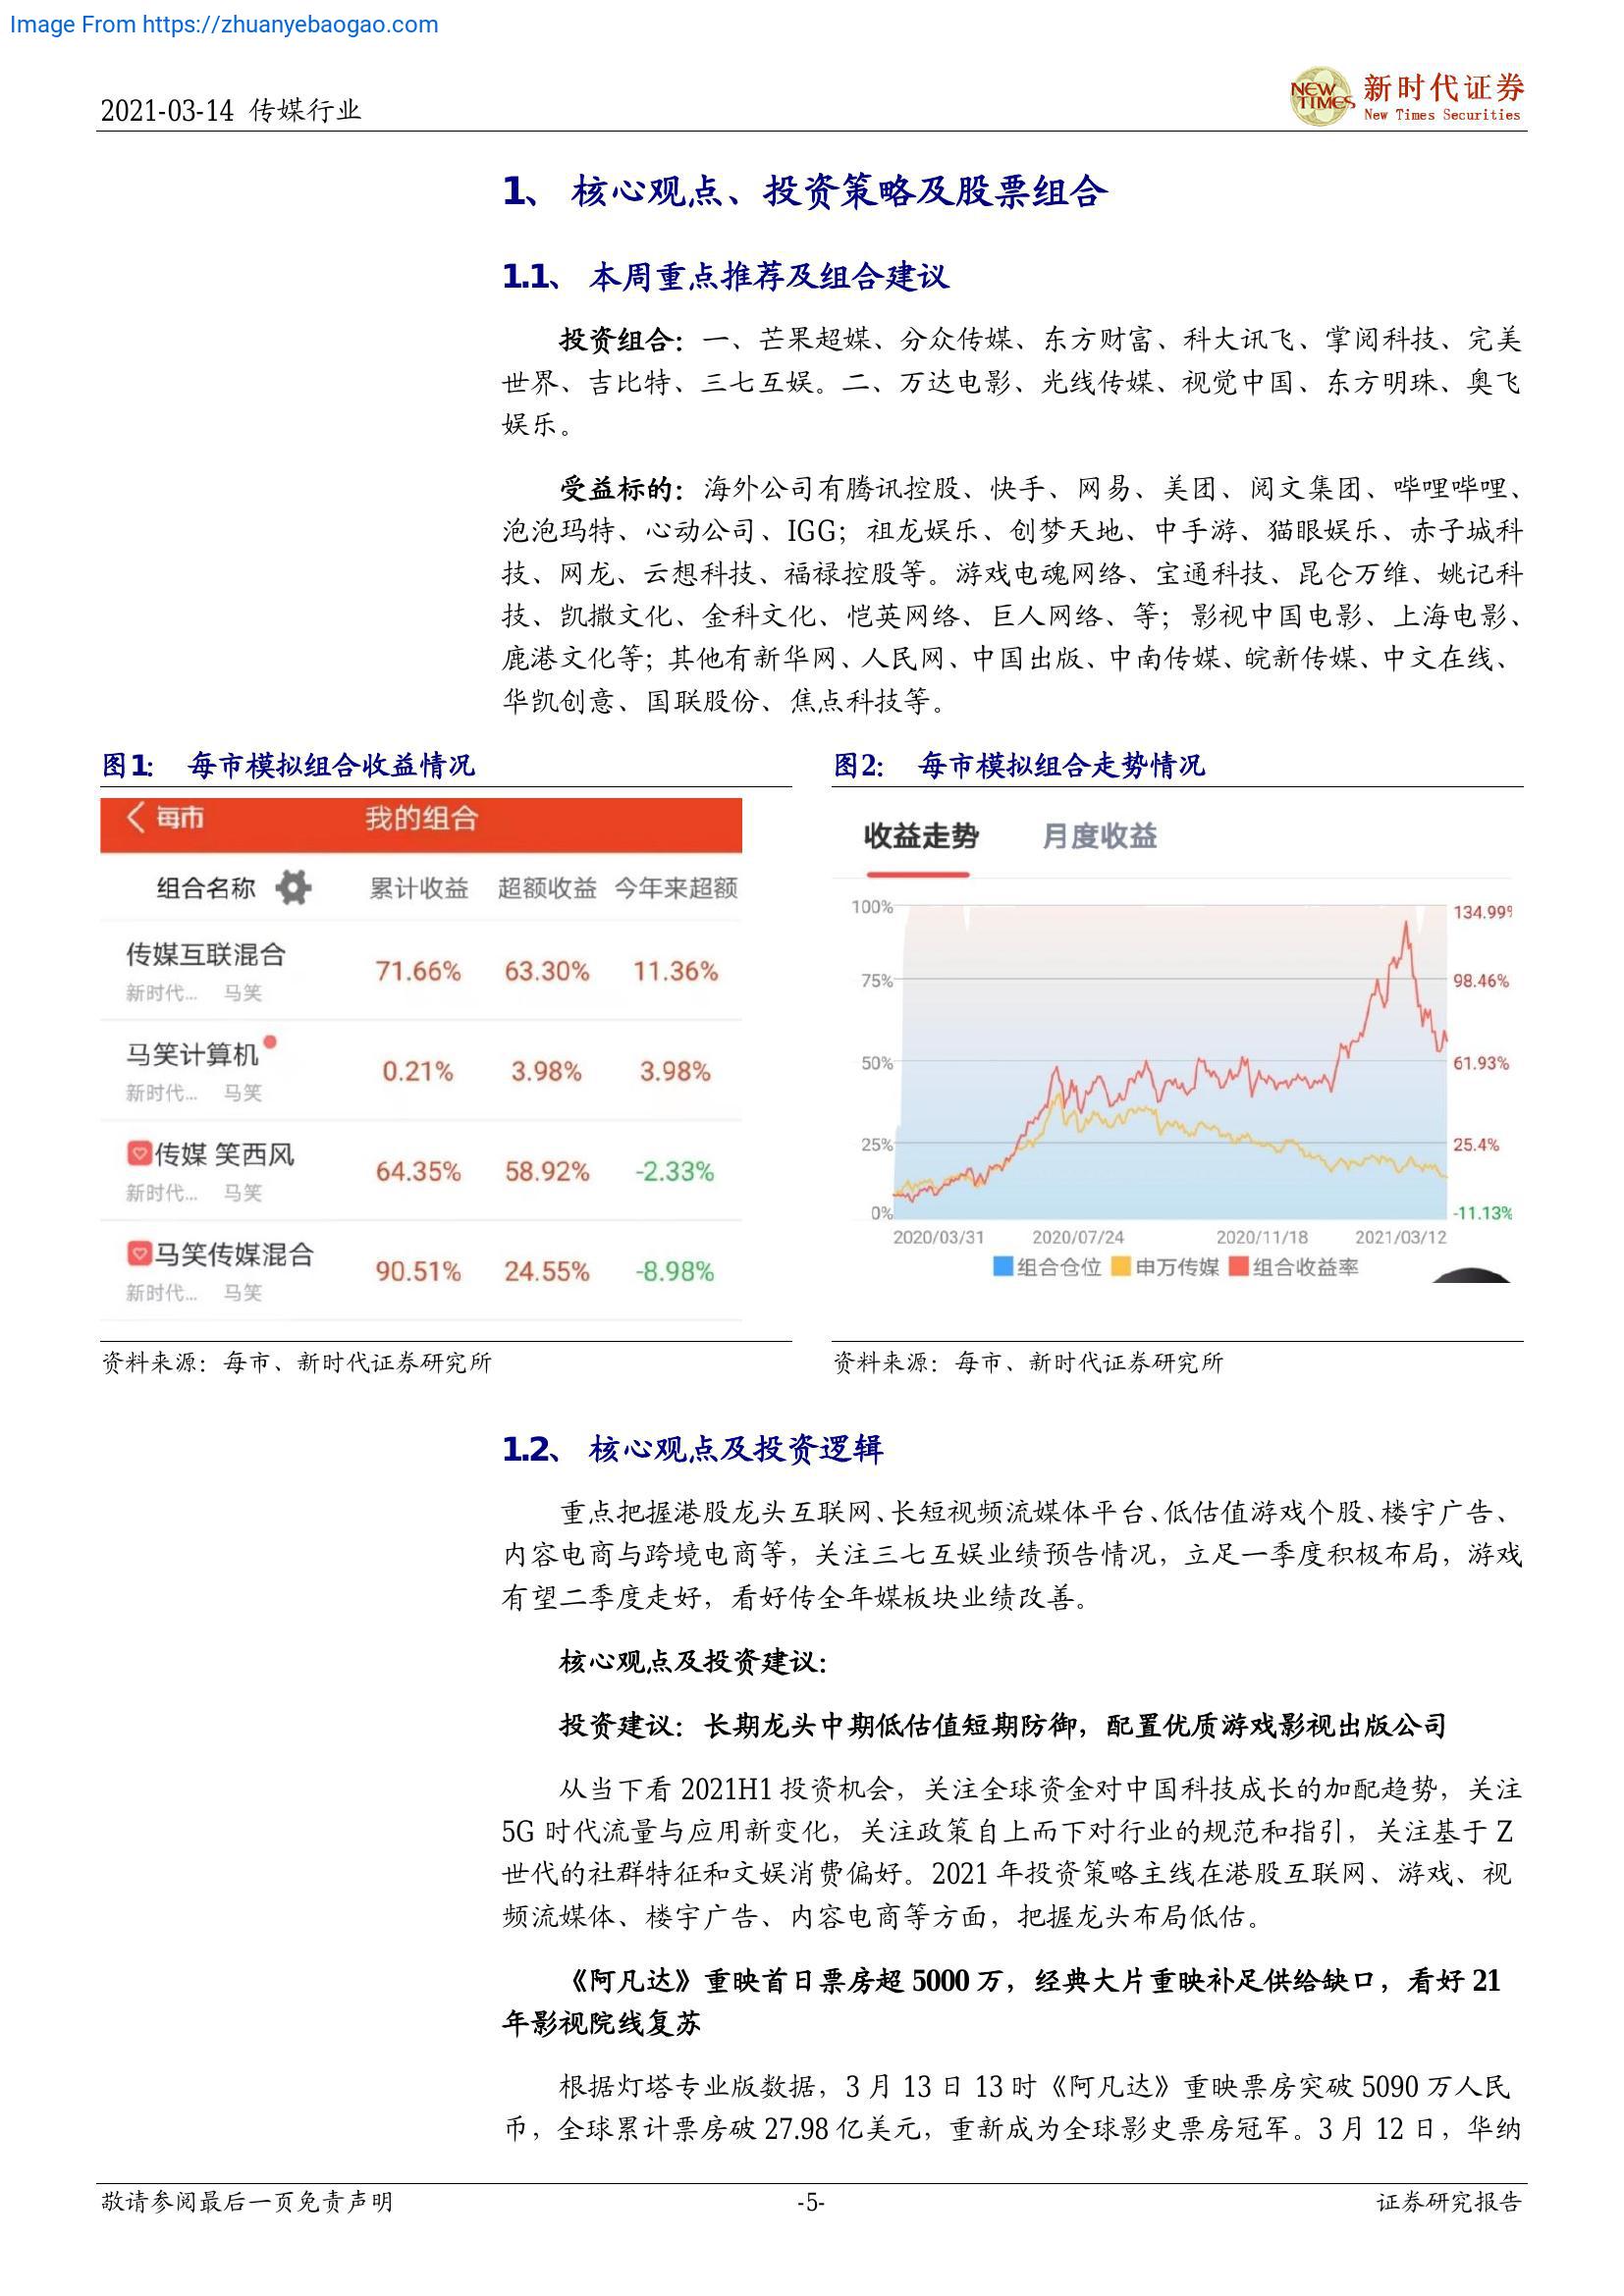 Image From https://zhuanyebaogao.com
2021-03-14 传媒行业
NEW TIMES
新时代证券
New Times Securities
1、 核心观点、投资策略及股票组合
1.1、 本周重点推荐及组合建议
投资组合：一、芒果超媒、分众传媒、东方财富、科大讯飞、掌阅科技、完美
世界、吉比特、三七互娱。二、万达电影、光线传媒、视觉中国、东方明珠、奥飞
娱乐。
受益标的：海外公司有腾讯控股、快手、网易、美团、阅文集团、哔哩哔哩、
泡泡玛特、心动公司、IGG；祖龙娱乐、创梦天地、中手游、猫眼娱乐、赤子城科
技、网龙、云想科技、福禄控股等。游戏电魂网络、宝通科技、昆仑万维、姚记科
技、凯撒文化、金科文化、恺英网络、巨人网络、等；影视中国电影、上海电影、
鹿港文化等；其他有新华网、人民网、中国出版、中南传媒、皖新传媒、中文在线、
华凯创意、国联股份、焦点科技等。
图1： 每市模拟组合收益情况
每市 我的组合
组合名称 累计收益 超额收益 今年来超额
传媒互联混合
71.66% 63.30% 11.36%
新时代... 马笑
马笑计算机
0.21% 3.98% 3.98%
新时代... 马笑
传媒 笑西风
64.35% 58.92% -2.33%
新时代... 马笑
马笑传媒混合
90.51% 24.55% -8.98%
新时代... 马笑
资料来源：每市、新时代证券研究所
图2： 每市模拟组合走势情况
收益走势 月度收益
100% 134.99%
75% 98.46%
50% 61.93%
25% 25.4%
0% -11.13%
2020/03/31 2020/07/24 2020/11/18 2021/03/12
组合仓位 申万传媒 组合收益率
资料来源：每市、新时代证券研究所
1.2、 核心观点及投资逻辑
重点把握港股龙头互联网、长短视频流媒体平台、低估值游戏个股、楼宇广告、
内容电商与跨境电商等，关注三七互娱业绩预告情况，立足一季度积极布局，游戏
有望二季度走好，看好传全年媒板块业绩改善。
核心观点及投资建议：
投资建议：长期龙头中期低估值短期防御，配置优质游戏影视出版公司
从当下看 2021H1 投资机会，关注全球资金对中国科技成长的加配趋势，关注
5G 时代流量与应用新变化，关注政策自上而下对行业的规范和指引，关注基于 Z
世代的社群特征和文娱消费偏好。2021 年投资策略主线在港股互联网、游戏、视
频流媒体、楼宇广告、内容电商等方面，把握龙头布局低估。
《阿凡达》重映首日票房超 5000 万，经典大片重映补足供给缺口，看好 21
年影视院线复苏
根据灯塔专业版数据，3 月 13 日 13 时《阿凡达》重映票房突破 5090 万人民
币，全球累计票房破 27.98 亿美元，重新成为全球影史票房冠军。3 月 12 日，华纳
敬请参阅最后一页免责声明
-5-
证券研究报告